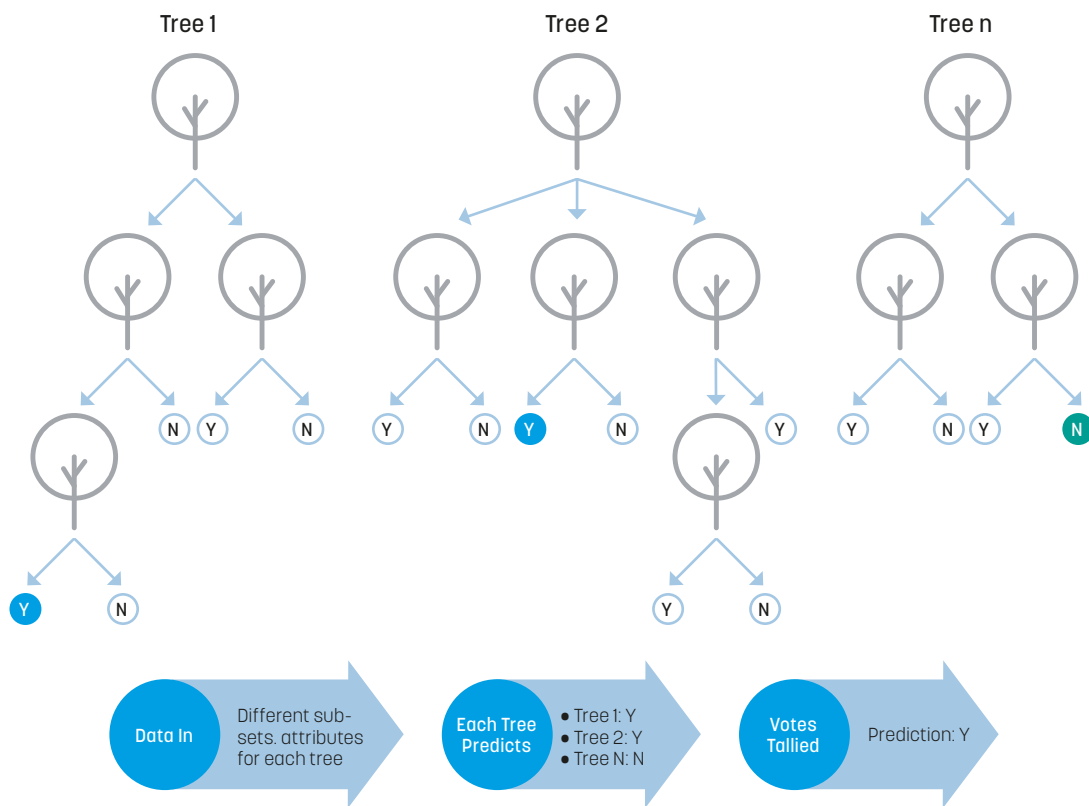 Tree 1
Tree 2
Tree n
N
Y
N
Y
N
Y
N
Y
Y
N
Y
N
Y
N
Y
N
Data In
Different sub-
sets. attributes
for each tree
Each Tree
Predicts
• Tree 1: Y
• Tree 2: Y
• Tree N: N
Votes
Tallied
Prediction: Y